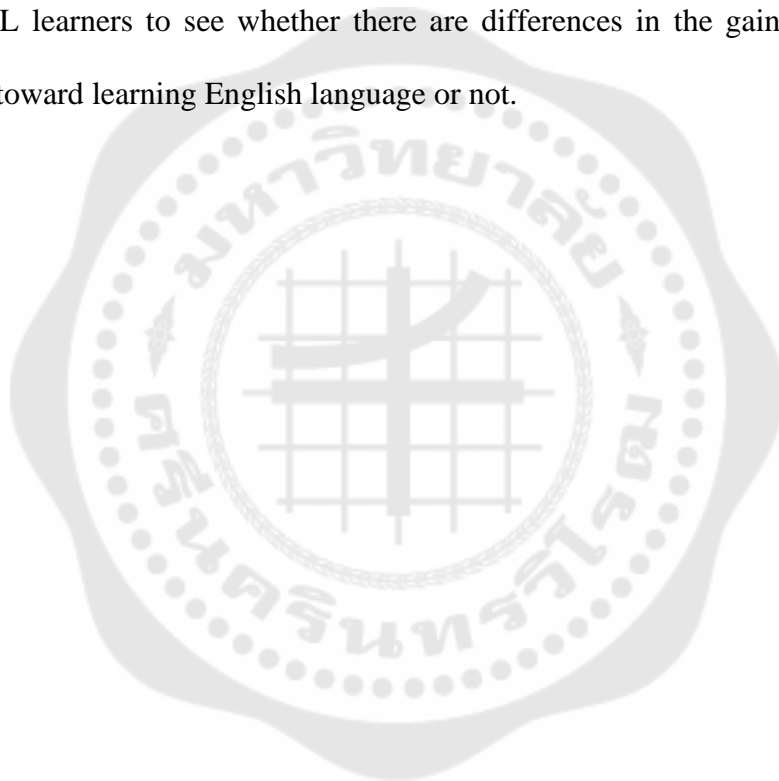 L learners to see whether there are differences in the gain
toward learning English language or not.
มหาวิทยาลัย
ศรีนครินทรวิโรฒ